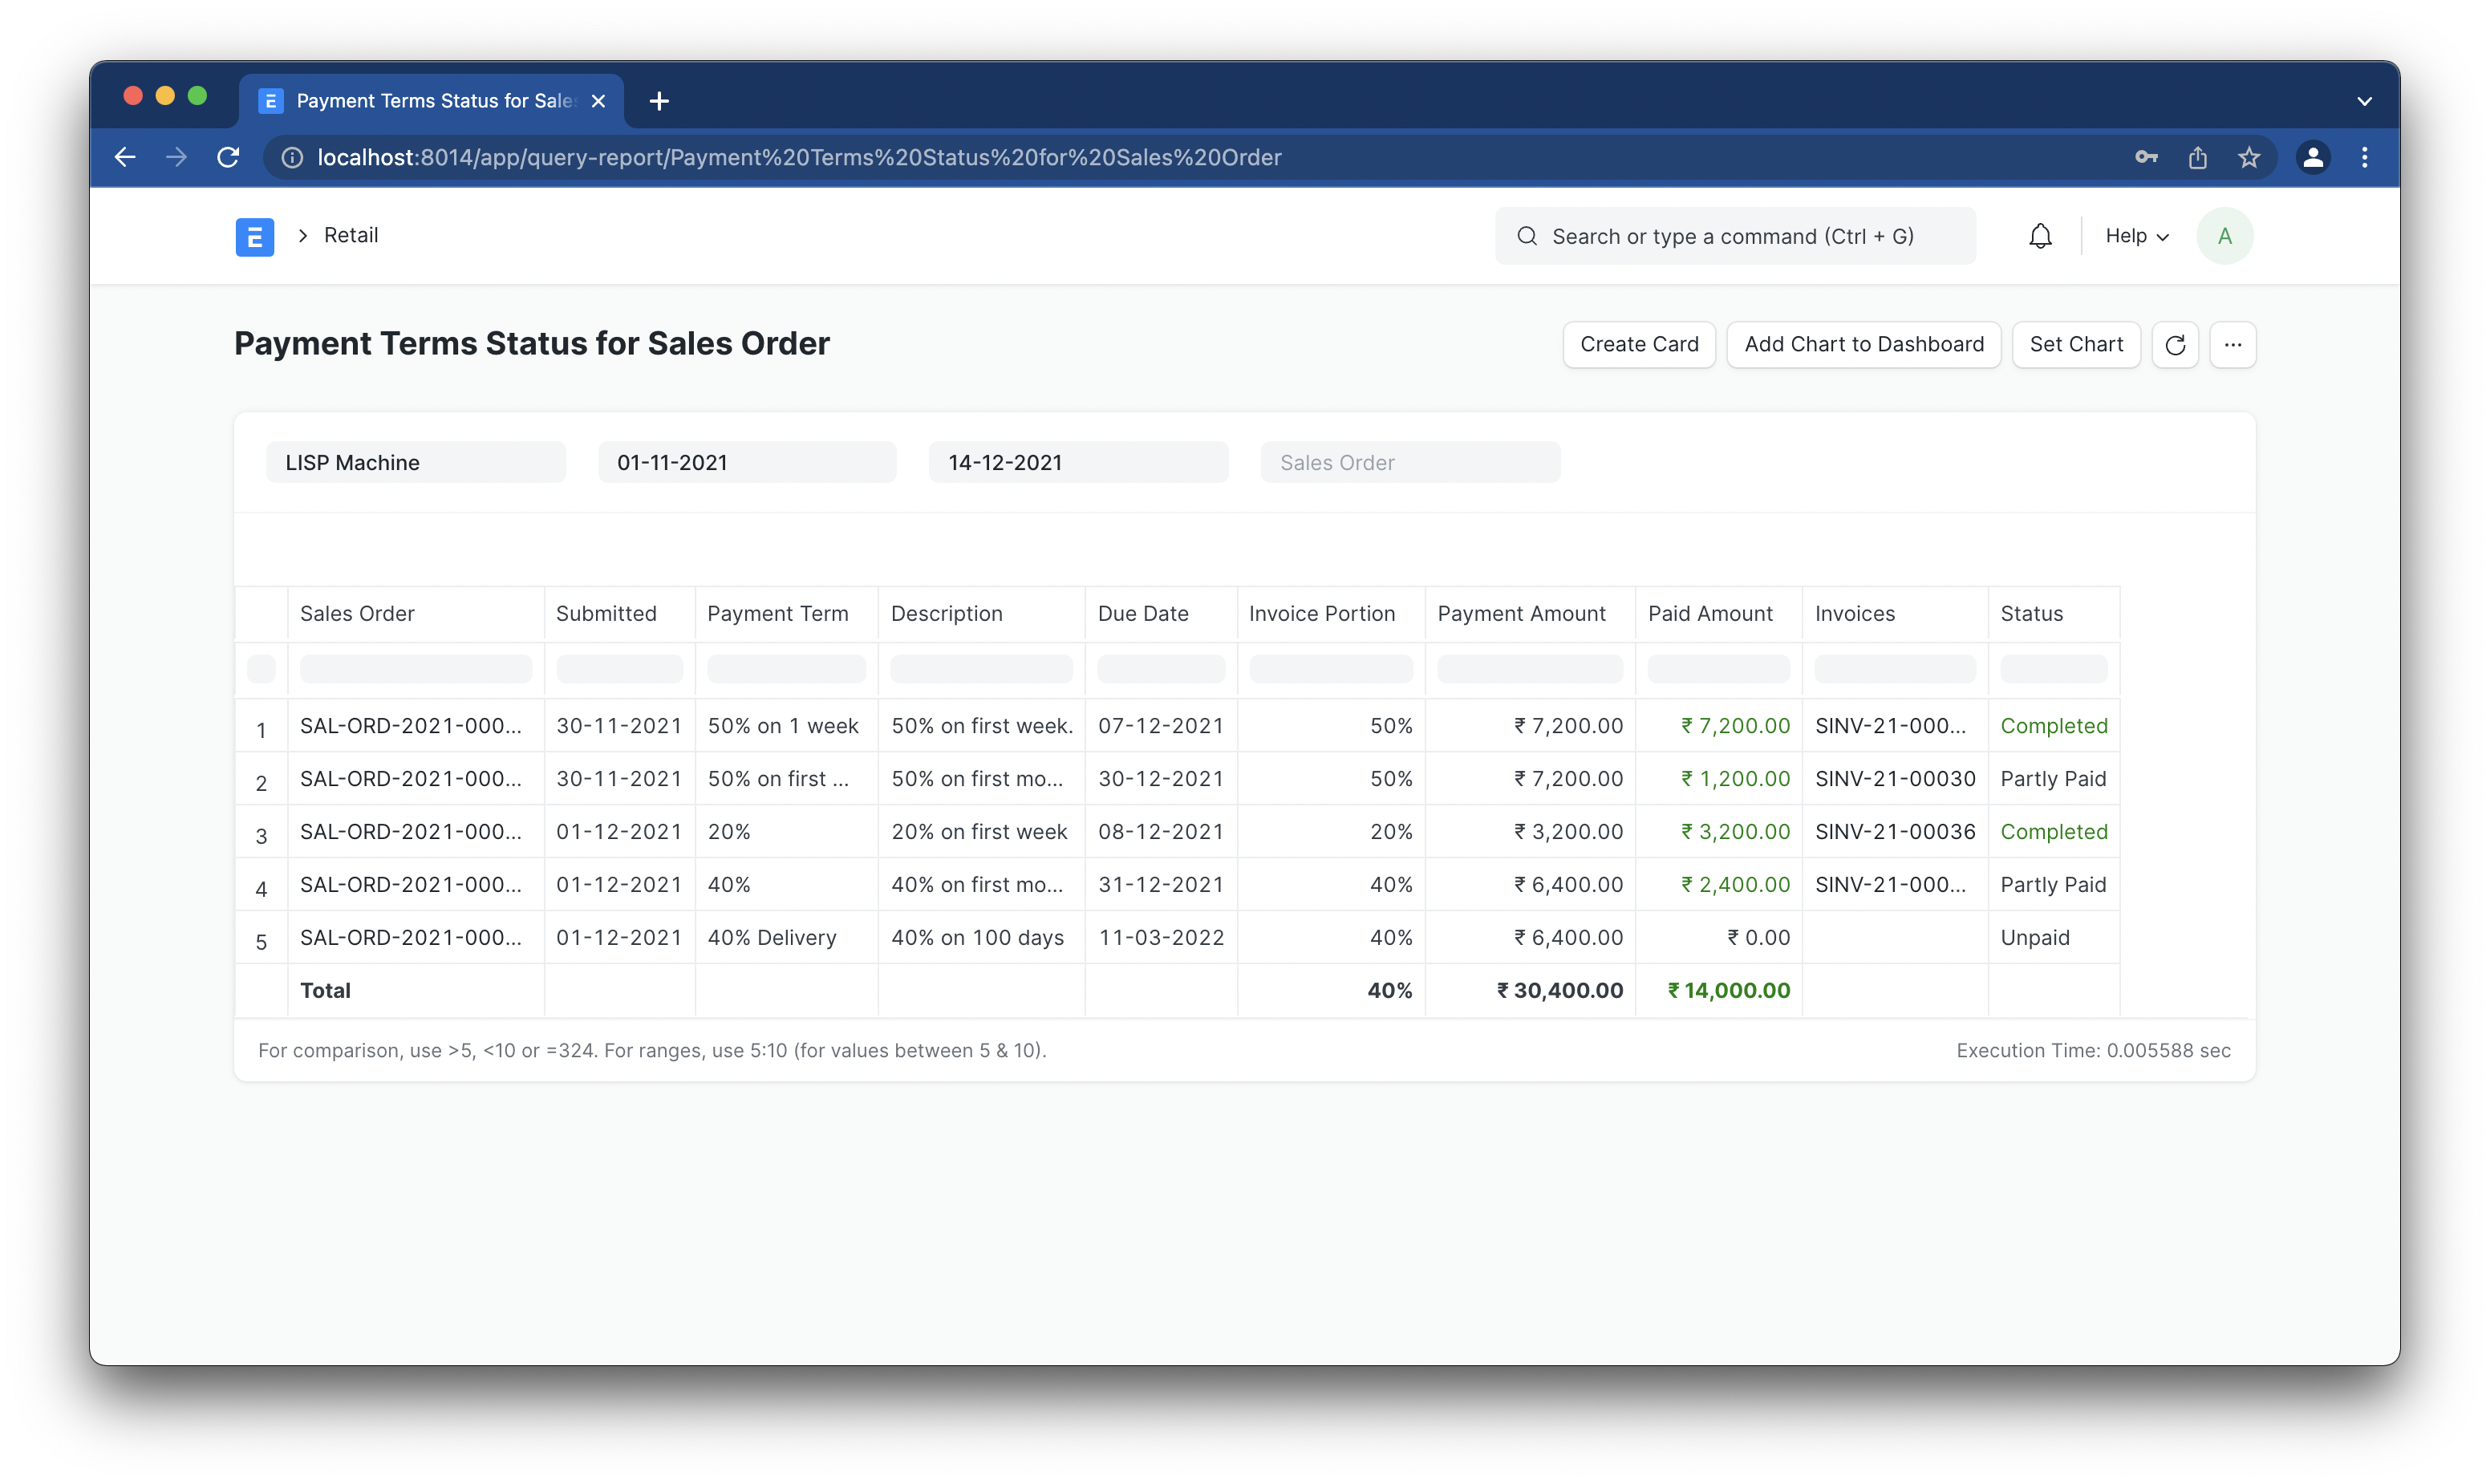 Payment Terms Status for Sale
localhost:8014/app/query-report/Payment%20Terms%20Status%20for%20Sales%20Order
E Retail Search or type a command (Ctrl + G) Help A
Payment Terms Status for Sales Order Create Card Add Chart to Dashboard Set Chart ...
LISP Machine 01-11-2021 14-12-2021 Sales Order
Sales Order Submitted Payment Term Description Due Date Invoice Portion Payment Amount Paid Amount Invoices Status
1 SAL-ORD-2021-000... 30-11-2021 50% on 1 week 50% on first week. 07-12-2021 50% ₹ 7,200.00 ₹ 7,200.00 SINV-21-000... Completed
2 SAL-ORD-2021-000... 30-11-2021 50% on first ... 50% on first mo... 30-12-2021 50% ₹ 7,200.00 ₹ 1,200.00 SINV-21-00030 Partly Paid
3 SAL-ORD-2021-000... 01-12-2021 20% 20% on first week 08-12-2021 20% ₹ 3,200.00 ₹ 3,200.00 SINV-21-00036 Completed
4 SAL-ORD-2021-000... 01-12-2021 40% 40% on first mo... 31-12-2021 40% ₹ 6,400.00 ₹ 2,400.00 SINV-21-000... Partly Paid
5 SAL-ORD-2021-000... 01-12-2021 40% Delivery 40% on 100 days 11-03-2022 40% ₹ 6,400.00 ₹ 0.00 Unpaid
Total 40% ₹ 30,400.00 ₹ 14,000.00
For comparison, use >5, <10 or =324. For ranges, use 5:10 (for values between 5 & 10). Execution Time: 0.005588 sec